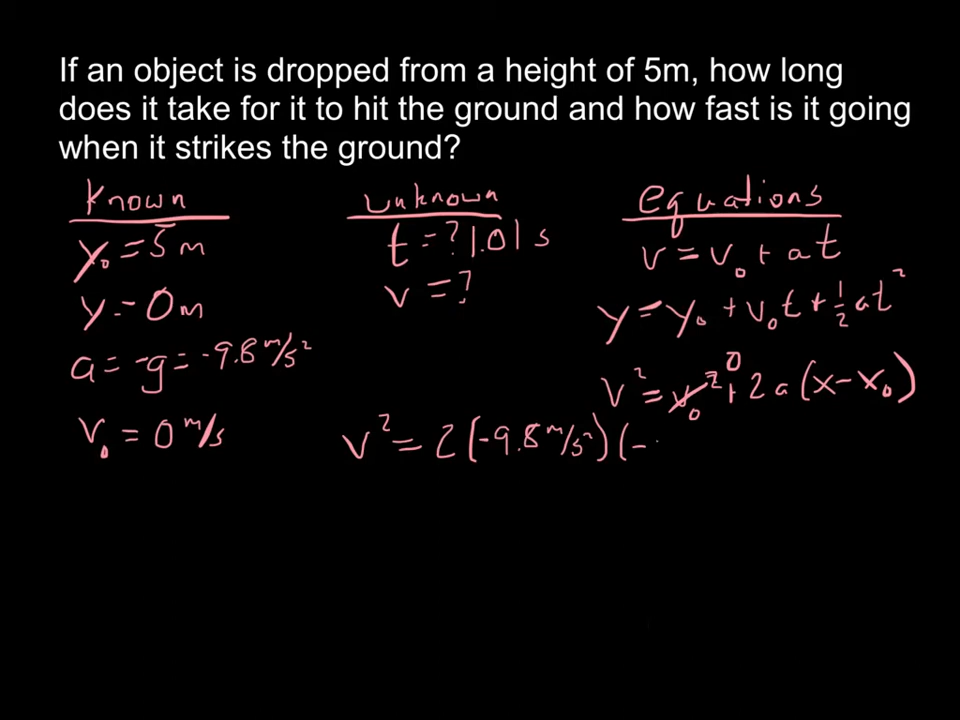 If an object is dropped from a height of 5m, how long
does it take for it to hit the ground and how fast is it going
when it strikes the ground?
known
y₀ = 5 m
y = 0 m
a = -g = -9.8 m/s²
v₀ = 0 m/s
unknown
t = ? 1.01 s
v = ?
equations
v = v₀ + at
y = y₀ + v₀t + ½at²
v² = v₀² 0 + 2a(x - x₀)
v² = 2(-9.8 m/s²)(-